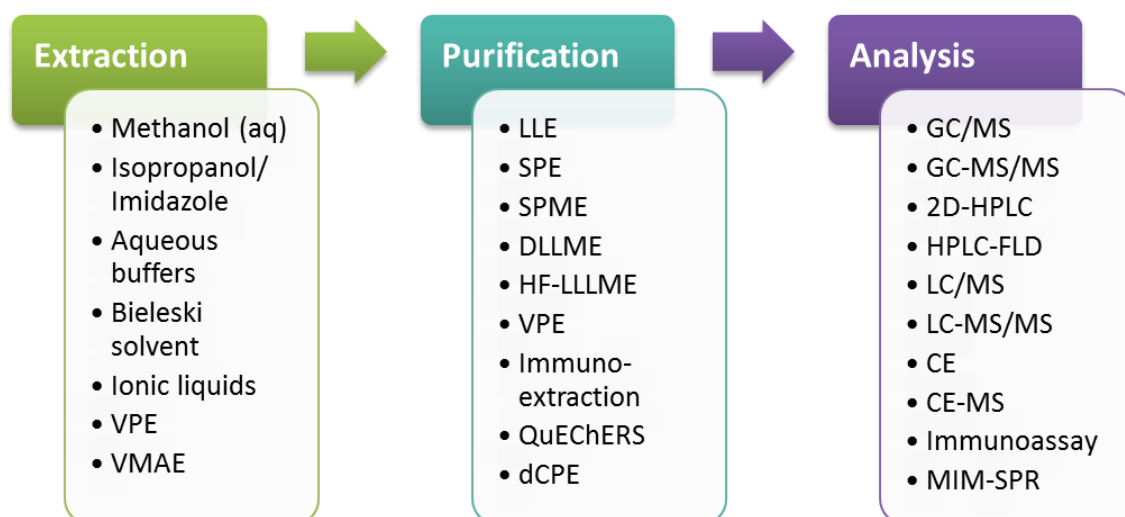 Extraction
• Methanol (aq)
• Isopropanol/
Imidazole
• Aqueous
buffers
• Bieleski
solvent
• Ionic liquids
• VPE
• VMAE
Purification
• LLE
• SPE
• SPME
• DLLME
• HF-LLLME
• VPE
• Immuno-
extraction
• QuEChERS
• dCPE
Analysis
• GC/MS
• GC-MS/MS
• 2D-HPLC
• HPLC-FLD
• LC/MS
• LC-MS/MS
• CE
• CE-MS
• Immunoassay
• MIM-SPR